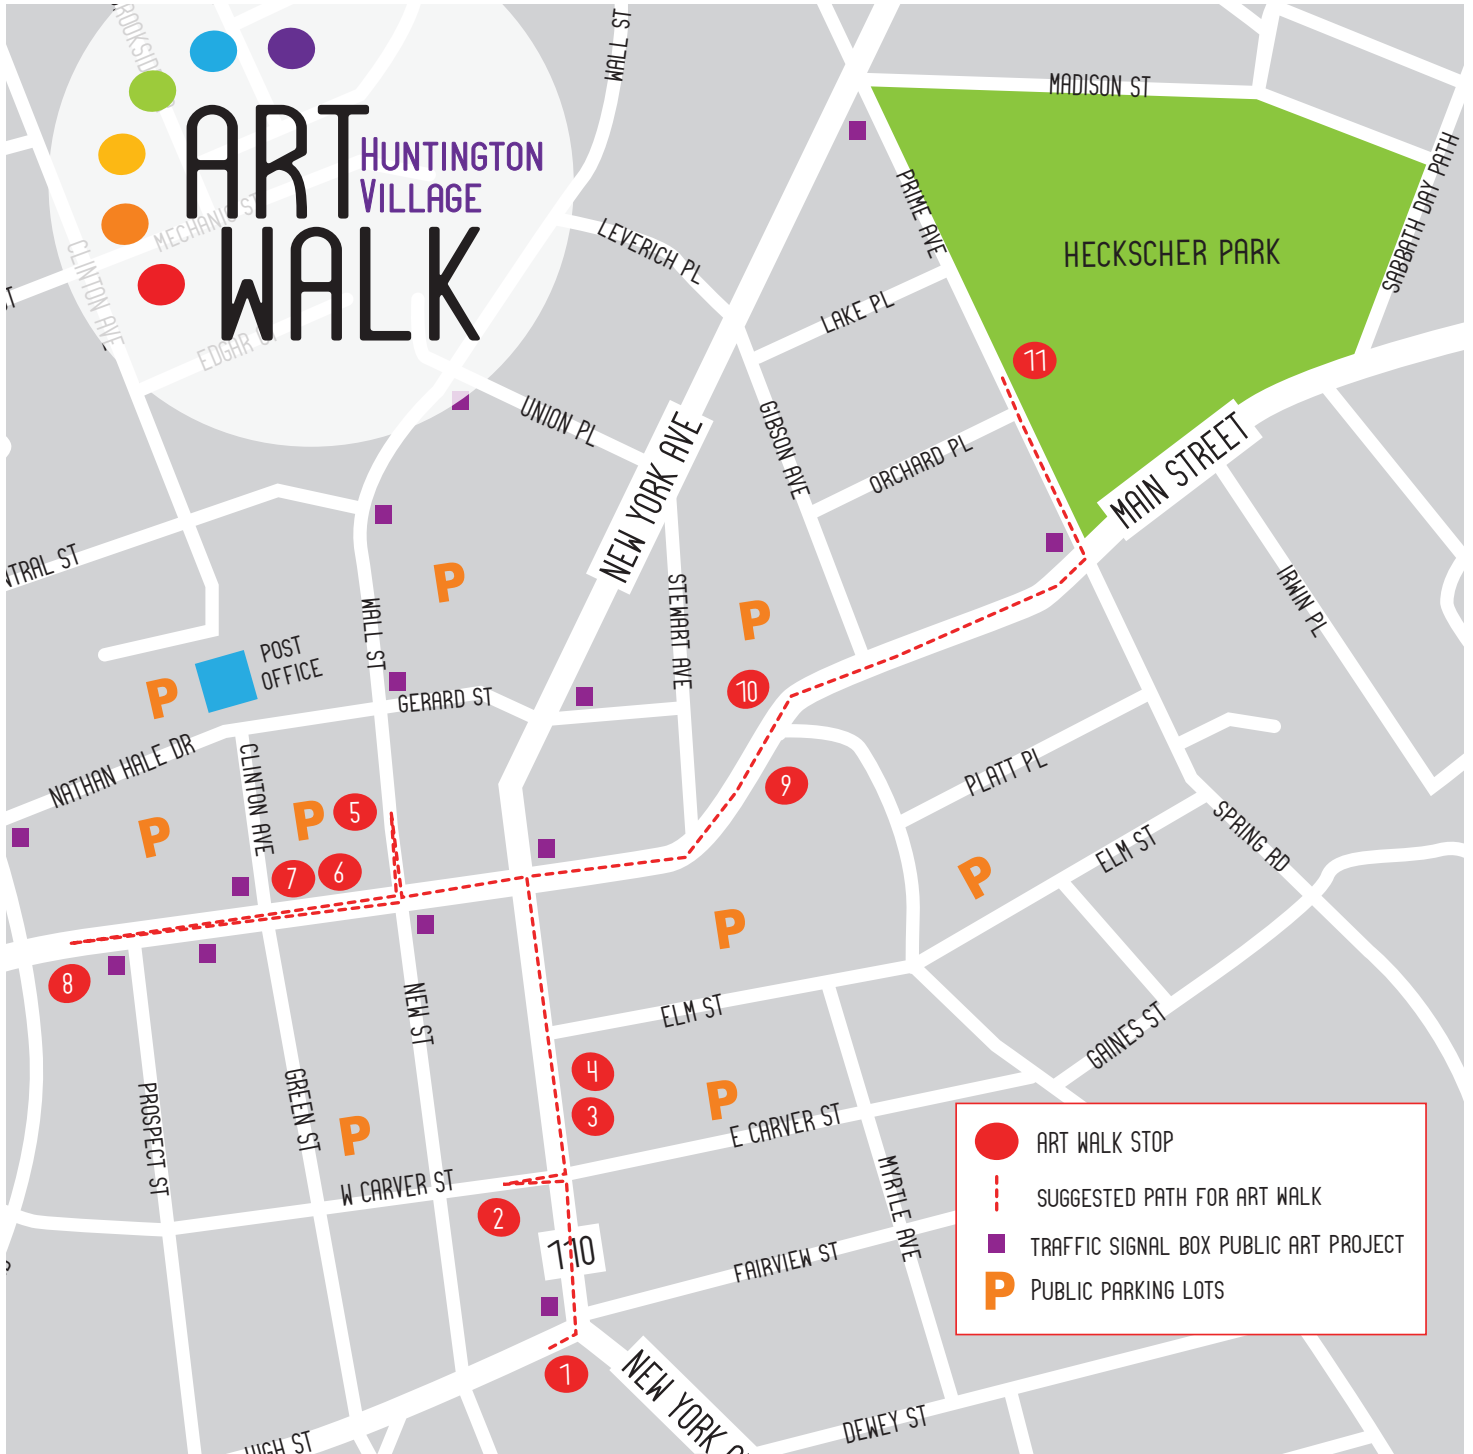 ART
HUNTINGTON
VILLAGE
WALK
WALL ST
MADISON ST
SABBATH DAY PATH
PRIME AVE
HECKSCHER PARK
MECHANIC ST
CLINTON AVE
LEVERICH PL
LAKE PL
11
UNION PL
NEW YORK AVE
GIBSON AVE
ORCHARD PL
MAIN STREET
IRWIN PL
P
WALL ST
STEWART AVE
P
POST
OFFICE
P
10
GERARD ST
NATHAN HALE DR
CLINTON AVE
PLATT PL
9
P
P
5
7
6
ELM ST
SPRING RD
P
P
8
NEW ST
ELM ST
GAINES ST
4
3
P
PROSPECT ST
GREEN ST
P
E CARVER ST
W CARVER ST
2
MYRTLE AVE
110
FAIRVIEW ST
1
NEW YORK
DEWEY ST
HIGH ST
ART WALK STOP
SUGGESTED PATH FOR ART WALK
TRAFFIC SIGNAL BOX PUBLIC ART PROJECT
P PUBLIC PARKING LOTS